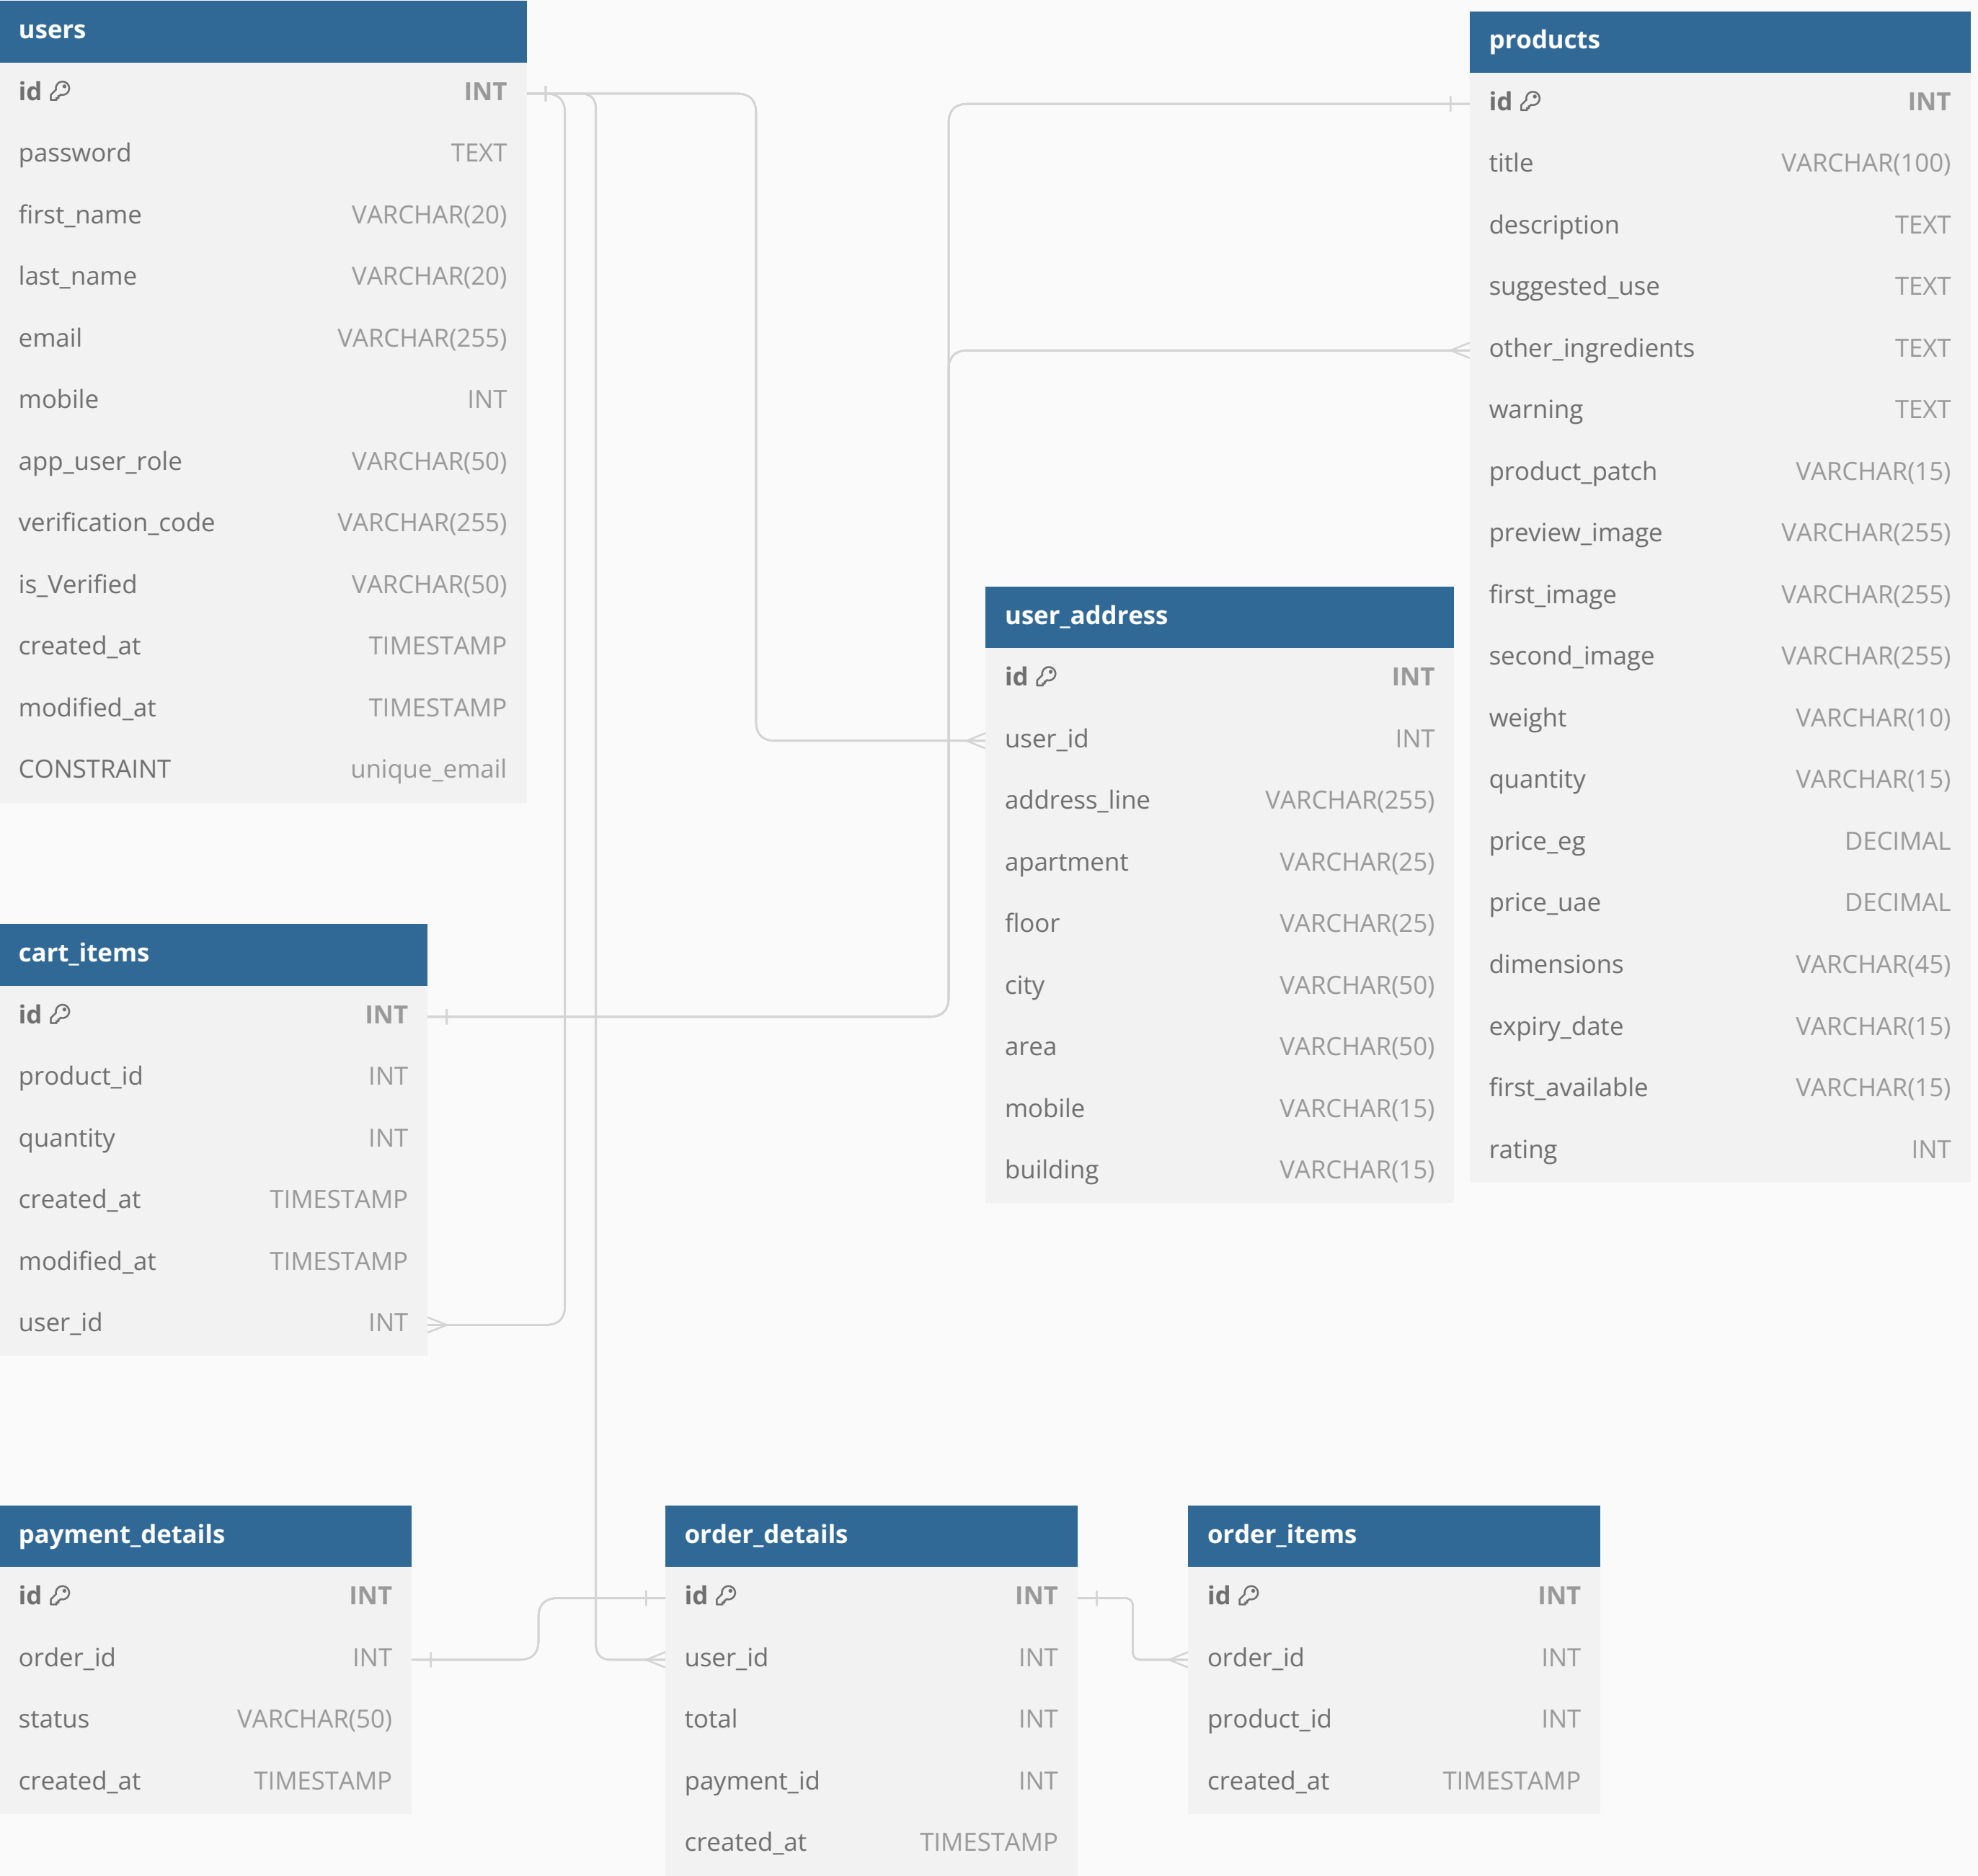 users
id INT
password TEXT
first_name VARCHAR(20)
last_name VARCHAR(20)
email VARCHAR(255)
mobile INT
app_user_role VARCHAR(50)
verification_code VARCHAR(255)
is_Verified VARCHAR(50)
created_at TIMESTAMP
modified_at TIMESTAMP
CONSTRAINT unique_email
products
id INT
title VARCHAR(100)
description TEXT
suggested_use TEXT
other_ingredients TEXT
warning TEXT
product_patch VARCHAR(15)
preview_image VARCHAR(255)
first_image VARCHAR(255)
second_image VARCHAR(255)
weight VARCHAR(10)
quantity VARCHAR(15)
price_eg DECIMAL
price_uae DECIMAL
dimensions VARCHAR(45)
expiry_date VARCHAR(15)
first_available VARCHAR(15)
rating INT
user_address
id INT
user_id INT
address_line VARCHAR(255)
apartment VARCHAR(25)
floor VARCHAR(25)
city VARCHAR(50)
area VARCHAR(50)
mobile VARCHAR(15)
building VARCHAR(15)
cart_items
id INT
product_id INT
quantity INT
created_at TIMESTAMP
modified_at TIMESTAMP
user_id INT
payment_details
id INT
order_id INT
status VARCHAR(50)
created_at TIMESTAMP
order_details
id INT
user_id INT
total INT
payment_id INT
created_at TIMESTAMP
order_items
id INT
order_id INT
product_id INT
created_at TIMESTAMP